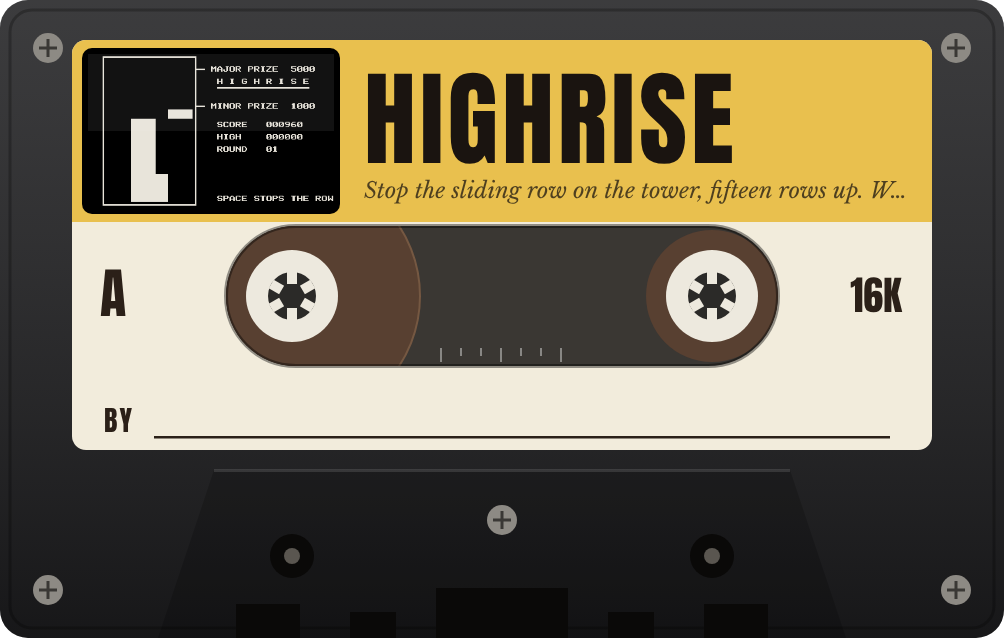 MAJOR PRIZE 5000
HIGHRISE
MINOR PRIZE 1000
SCORE 000960
HIGH 000000
ROUND 01
SPACE STOPS THE ROW
HIGHRISE
Stop the sliding row on the tower, fifteen rows up. W...
A
16K
BY